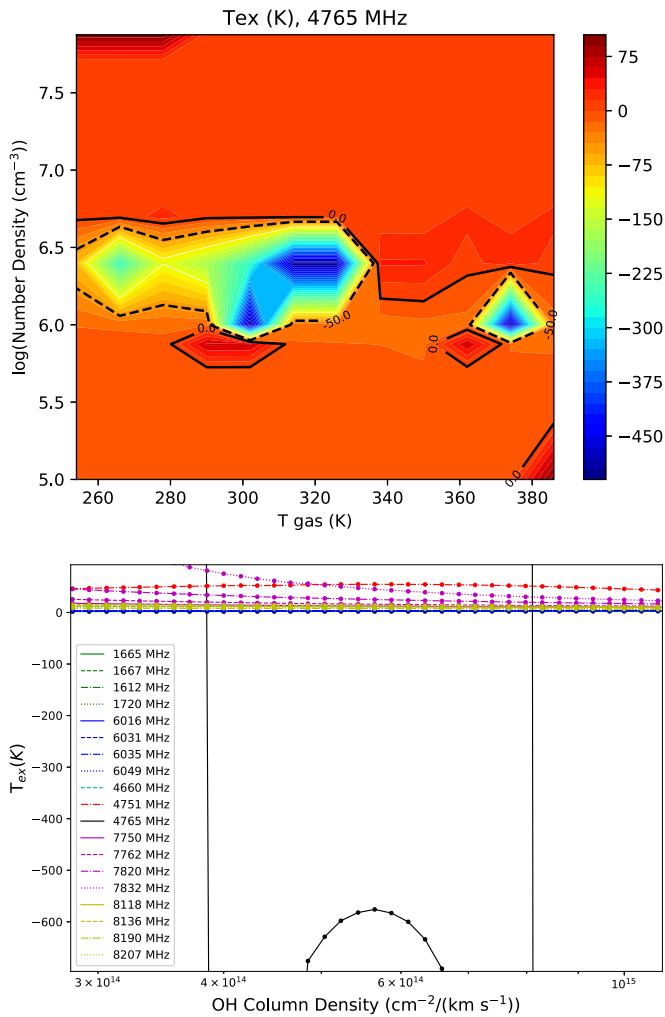 Tex (K), 4765 MHz
log(Number Density (cm⁻³))
7.5
7.0
6.5
6.0
5.5
5.0
0.0
-50.0
0.0
0.0
-50.0
0.0
260 280 300 320 340 360 380
T gas (K)
75
0
−75
−150
−225
−300
−375
−450
T_ex(K)
0
−100
−200
−300
−400
−500
−600
1665 MHz
1667 MHz
1612 MHz
1720 MHz
6016 MHz
6031 MHz
6035 MHz
6049 MHz
4660 MHz
4751 MHz
4765 MHz
7750 MHz
7762 MHz
7820 MHz
7832 MHz
8118 MHz
8136 MHz
8190 MHz
8207 MHz
3 × 10¹⁴ 4 × 10¹⁴ 6 × 10¹⁴ 10¹⁵
OH Column Density (cm⁻²/(km s⁻¹))